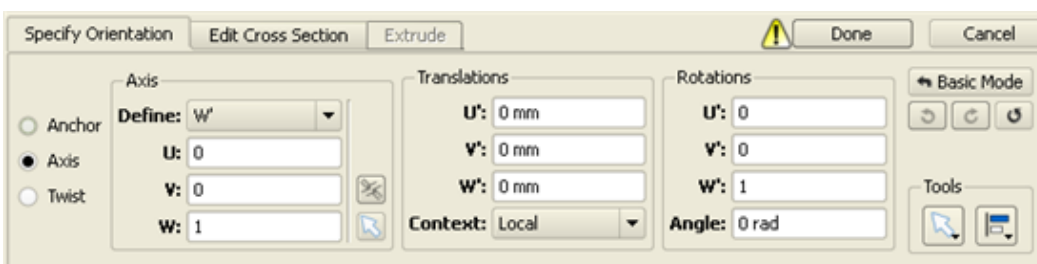 Specify Orientation Edit Cross Section Extrude Done Cancel
Axis Translations Rotations Basic Mode
Define: W' U': 0 mm U': 0
Anchor
U: 0 V': 0 mm V': 0
Axis
V: 0 W': 0 mm W': 1 Tools
Twist
W: 1 Context: Local Angle: 0 rad